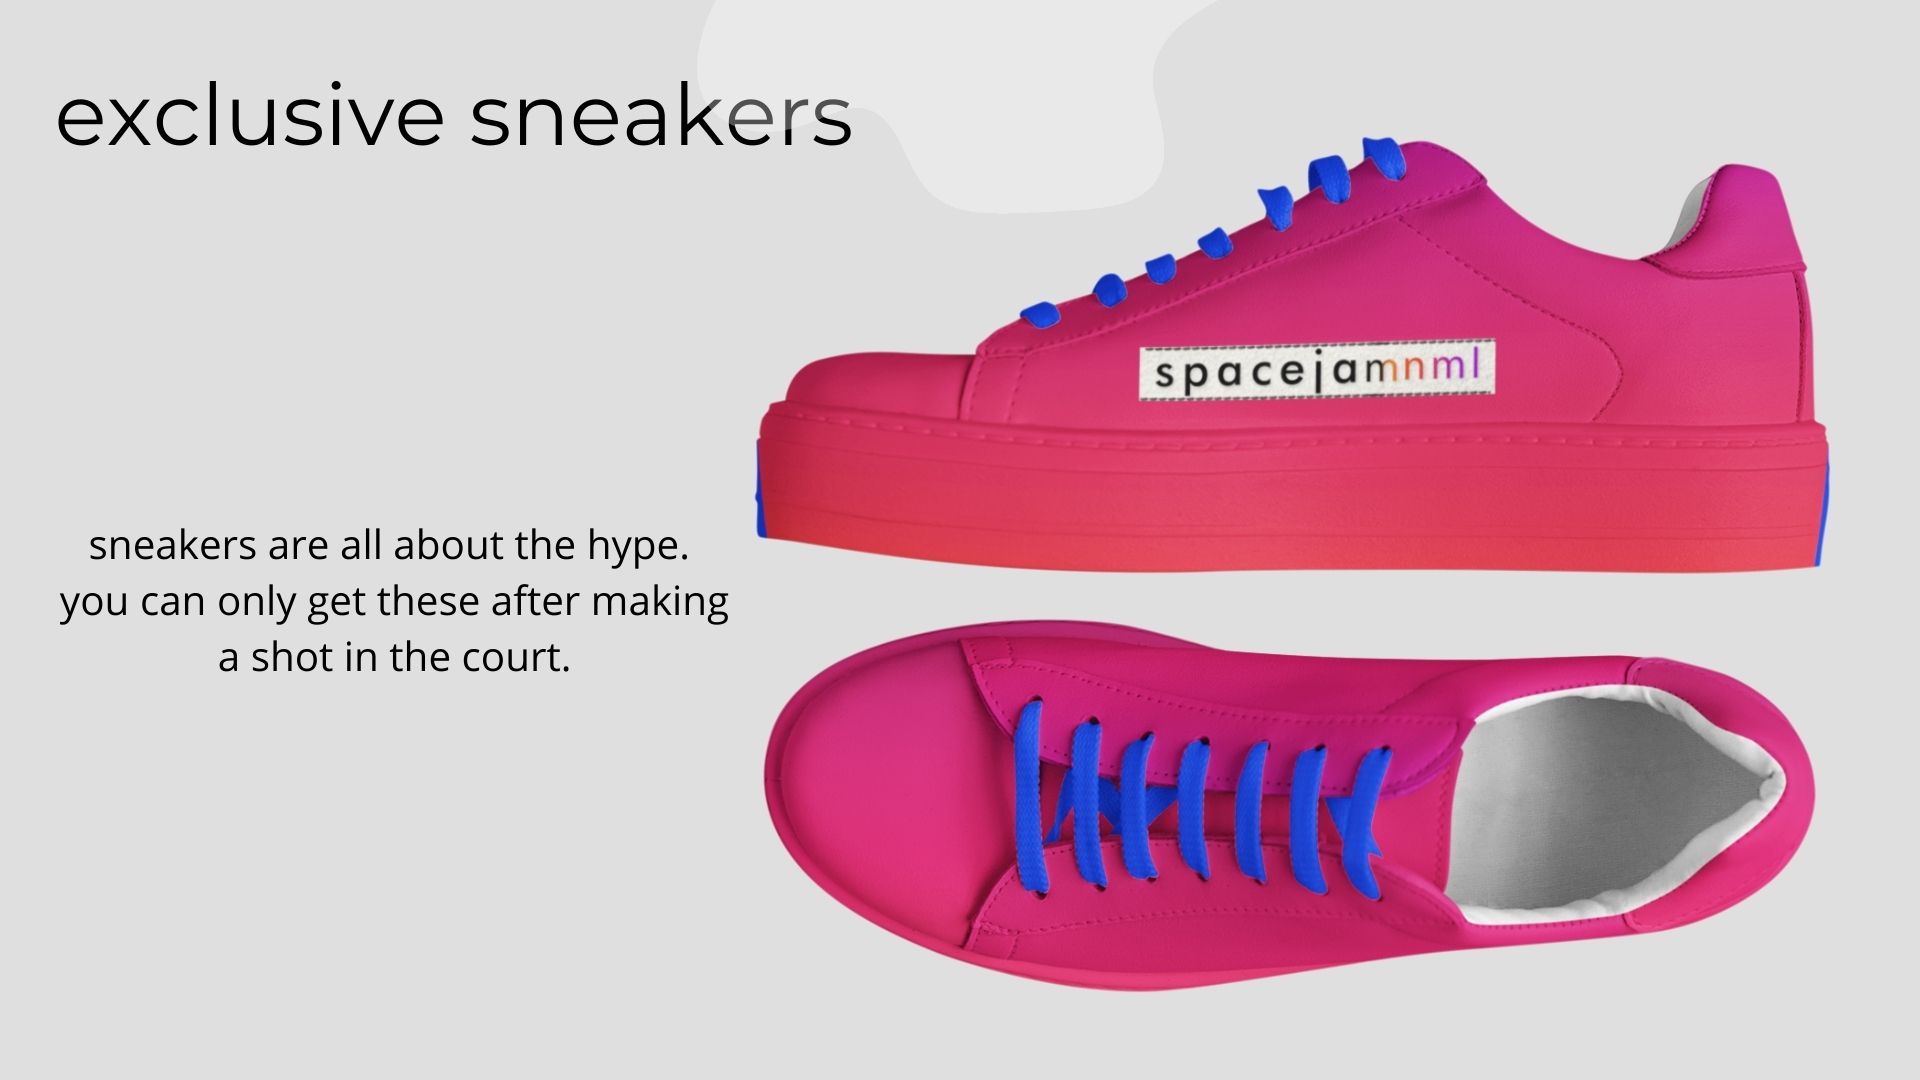 exclusive sneakers
spacejamnml
sneakers are all about the hype.
you can only get these after making
a shot in the court.